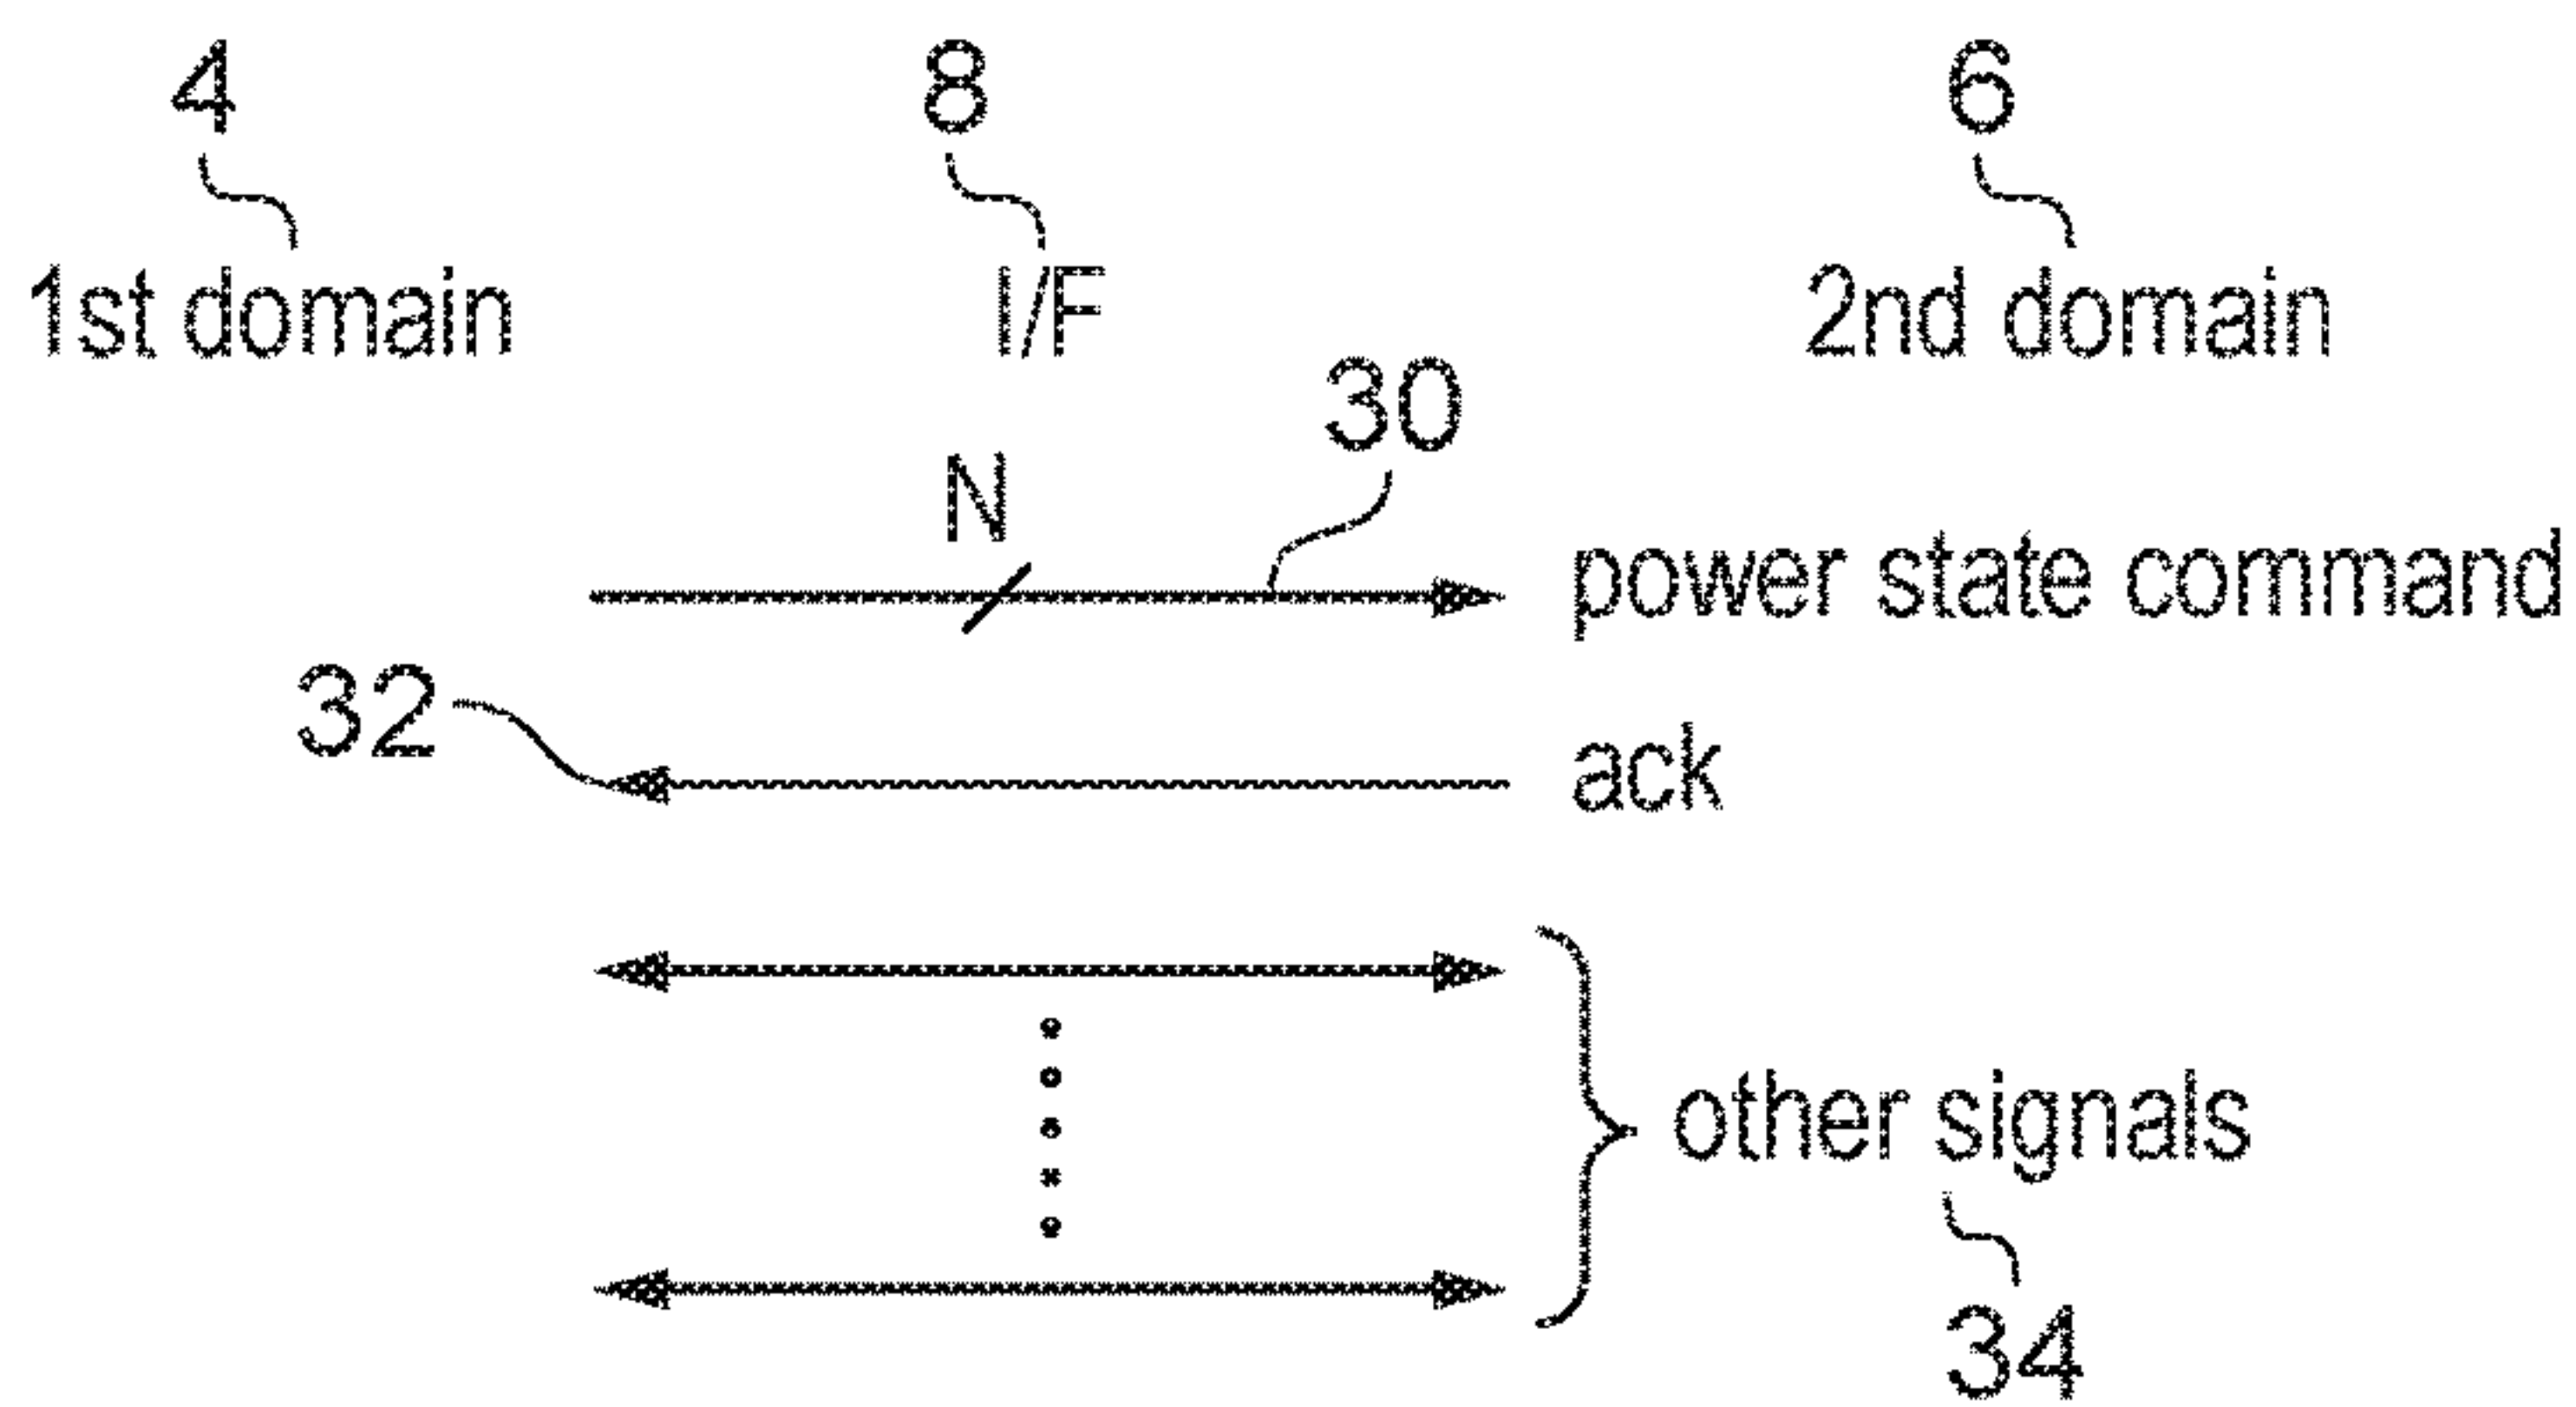 4 8 6
1st domain I/F 2nd domain
30
N
power state command
32
ack
other signals
34